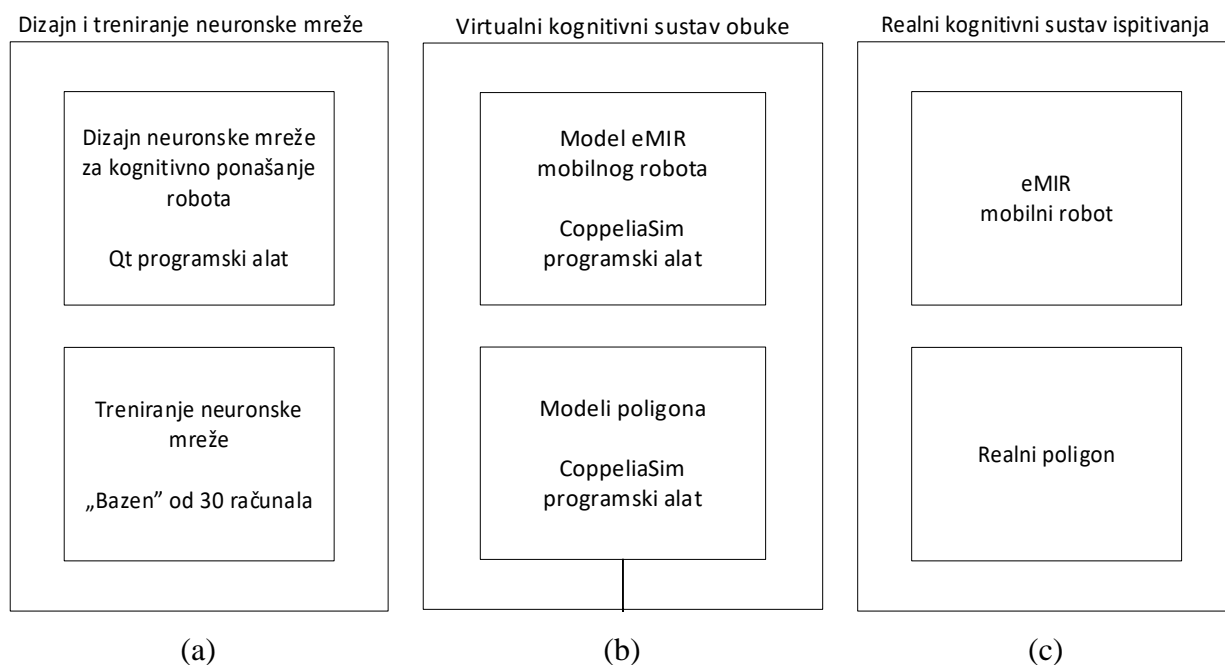 Dizajn i treniranje neuronske mreže
Dizajn neuronske mreže
za kognitivno ponašanje
robota
Qt programski alat
Treniranje neuronske
mreže
„Bazen” od 30 računala
(a)
Virtualni kognitivni sustav obuke
Model eMIR
mobilnog robota
CoppeliaSim
programski alat
Modeli poligona
CoppeliaSim
programski alat
(b)
Realni kognitivni sustav ispitivanja
eMIR
mobilni robot
Realni poligon
(c)